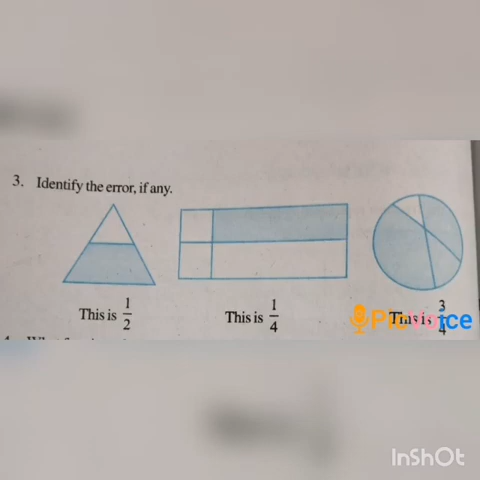 3. Identify the error, if any.
This is 1/2
This is 1/4
This is 3/4
PicVoice
InShOt